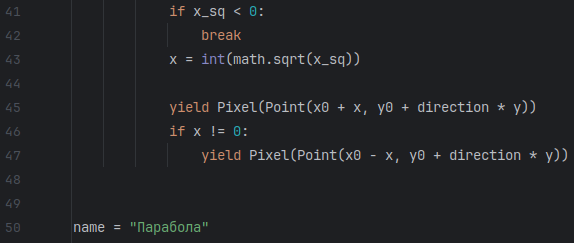 41 if x_sq < 0:
42 break
43 x = int(math.sqrt(x_sq))
44
45 yield Pixel(Point(x0 + x, y0 + direction * y))
46 if x != 0:
47 yield Pixel(Point(x0 - x, y0 + direction * y))
48
49
50 name = "Парабола"